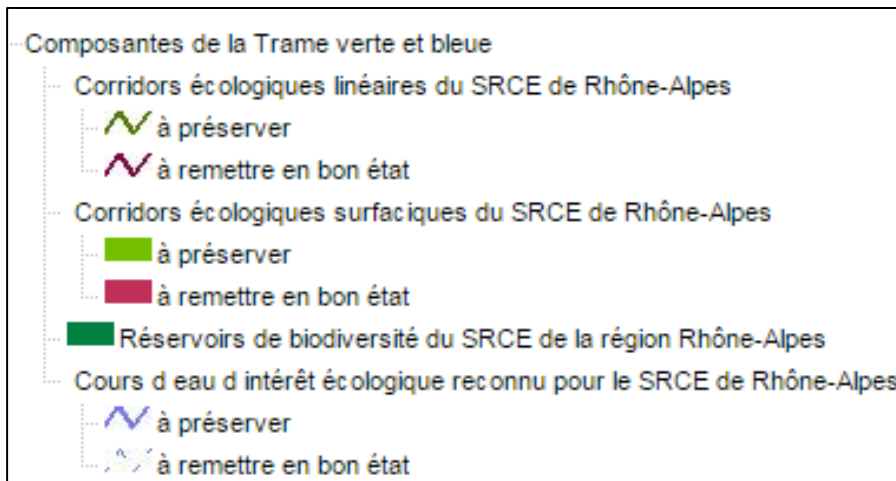 Composantes de la Trame verte et bleue
Corridors écologiques linéaires du SRCE de Rhône-Alpes
à préserver
à remettre en bon état
Corridors écologiques surfaciques du SRCE de Rhône-Alpes
à préserver
à remettre en bon état
Réservoirs de biodiversité du SRCE de la région Rhône-Alpes
Cours d eau d intérêt écologique reconnu pour le SRCE de Rhône-Alpes
à préserver
à remettre en bon état